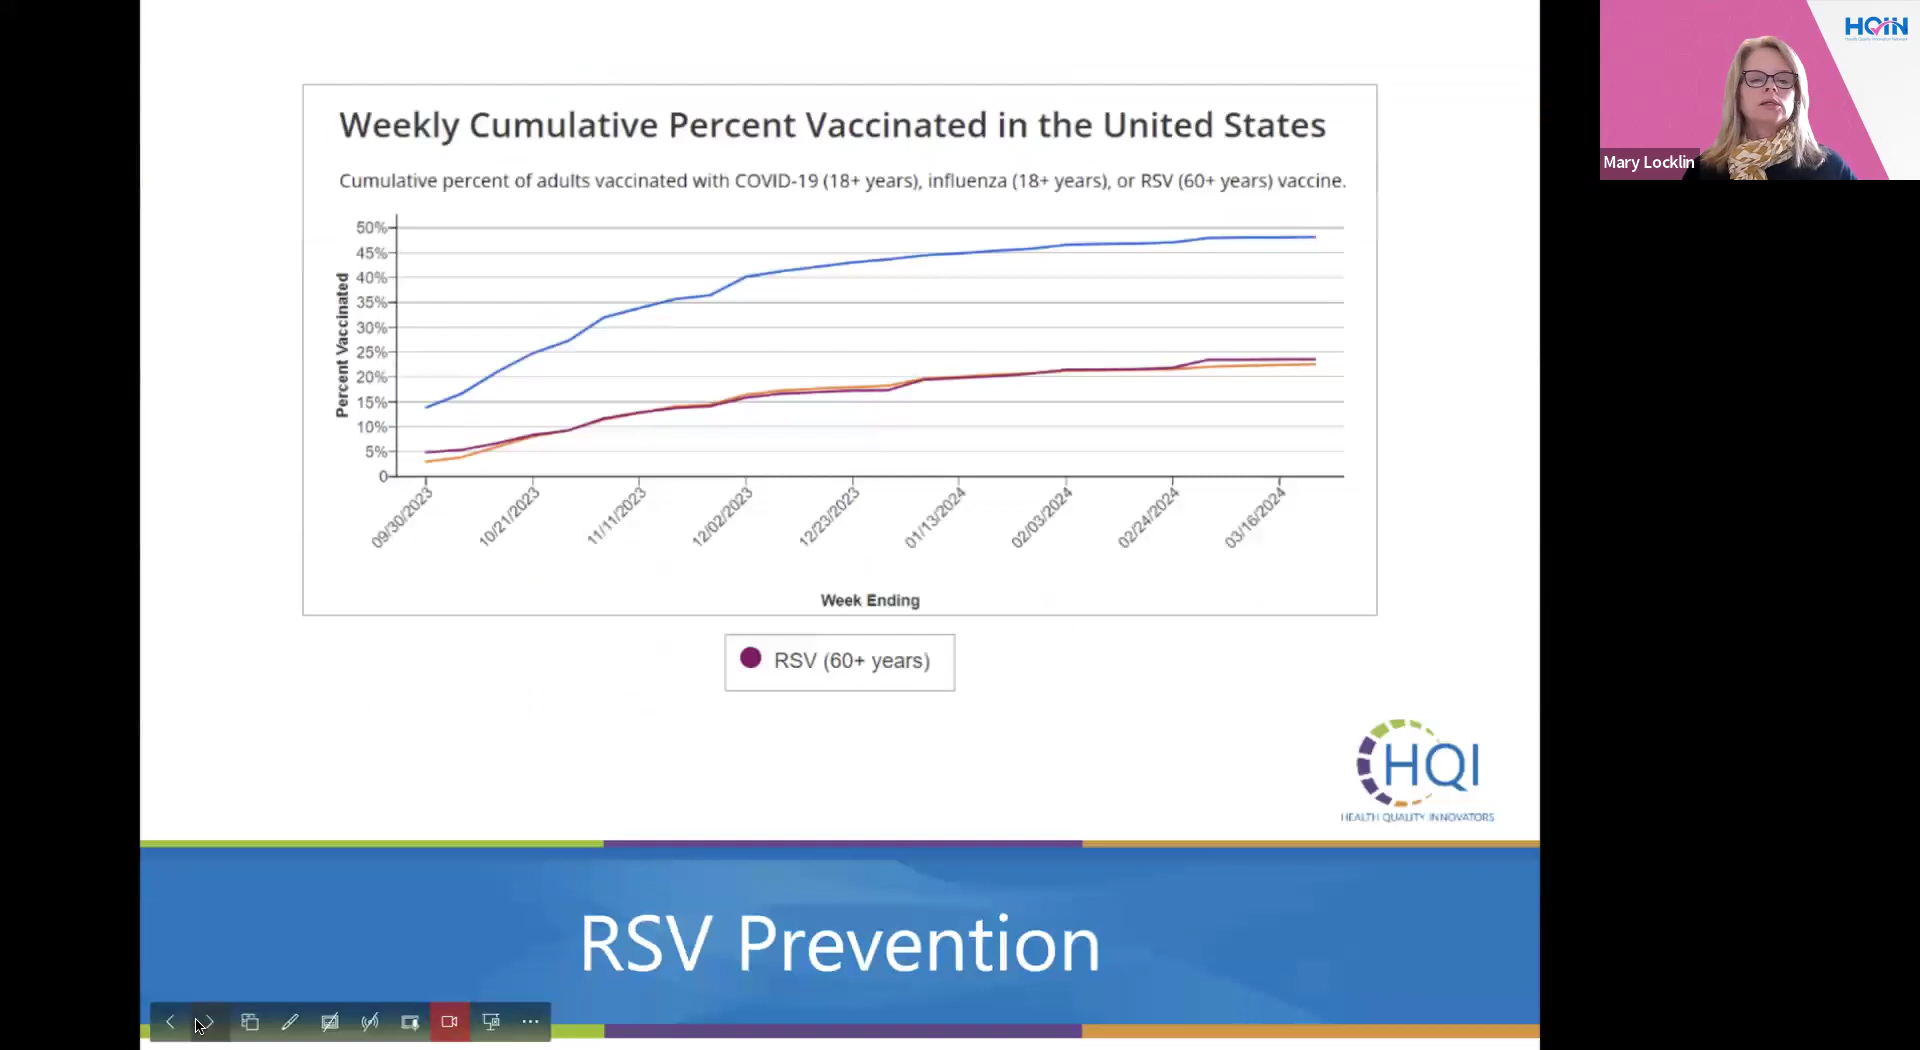 Weekly Cumulative Percent Vaccinated in the United States
Cumulative percent of adults vaccinated with COVID-19 (18+ years), influenza (18+ years), or RSV (60+ years) vaccine.
Percent Vaccinated
50%
45%
40%
35%
30%
25%
20%
15%
10%
5%
0
09/30/2023
10/21/2023
11/11/2023
12/02/2023
12/23/2023
01/13/2024
02/03/2024
02/24/2024
03/16/2024
Week Ending
RSV (60+ years)
HQI
HEALTH QUALITY INNOVATORS
RSV Prevention
HQIN
Mary Locklin